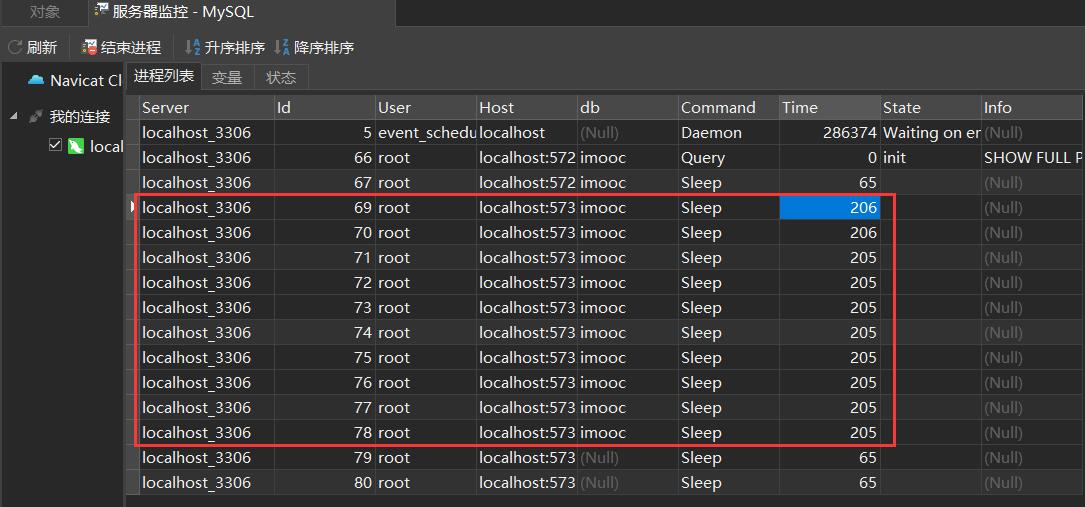 对象 服务器监控 - MySQL
刷新 结束进程 升序排序 降序排序
Navicat Cl 进程列表 变量 状态
我的连接
local
Server Id User Host db Command Time State Info
localhost_3306 5 event_schedu localhost (Null) Daemon 286374 Waiting on en (Null)
localhost_3306 66 root localhost:572 imooc Query 0 init SHOW FULL P
localhost_3306 67 root localhost:572 imooc Sleep 65 (Null)
localhost_3306 69 root localhost:573 imooc Sleep 206 (Null)
localhost_3306 70 root localhost:573 imooc Sleep 206 (Null)
localhost_3306 71 root localhost:573 imooc Sleep 205 (Null)
localhost_3306 72 root localhost:573 imooc Sleep 205 (Null)
localhost_3306 73 root localhost:573 imooc Sleep 205 (Null)
localhost_3306 74 root localhost:573 imooc Sleep 205 (Null)
localhost_3306 75 root localhost:573 imooc Sleep 205 (Null)
localhost_3306 76 root localhost:573 imooc Sleep 205 (Null)
localhost_3306 77 root localhost:573 imooc Sleep 205 (Null)
localhost_3306 78 root localhost:573 imooc Sleep 205 (Null)
localhost_3306 79 root localhost:573 (Null) Sleep 65 (Null)
localhost_3306 80 root localhost:573 (Null) Sleep 65 (Null)